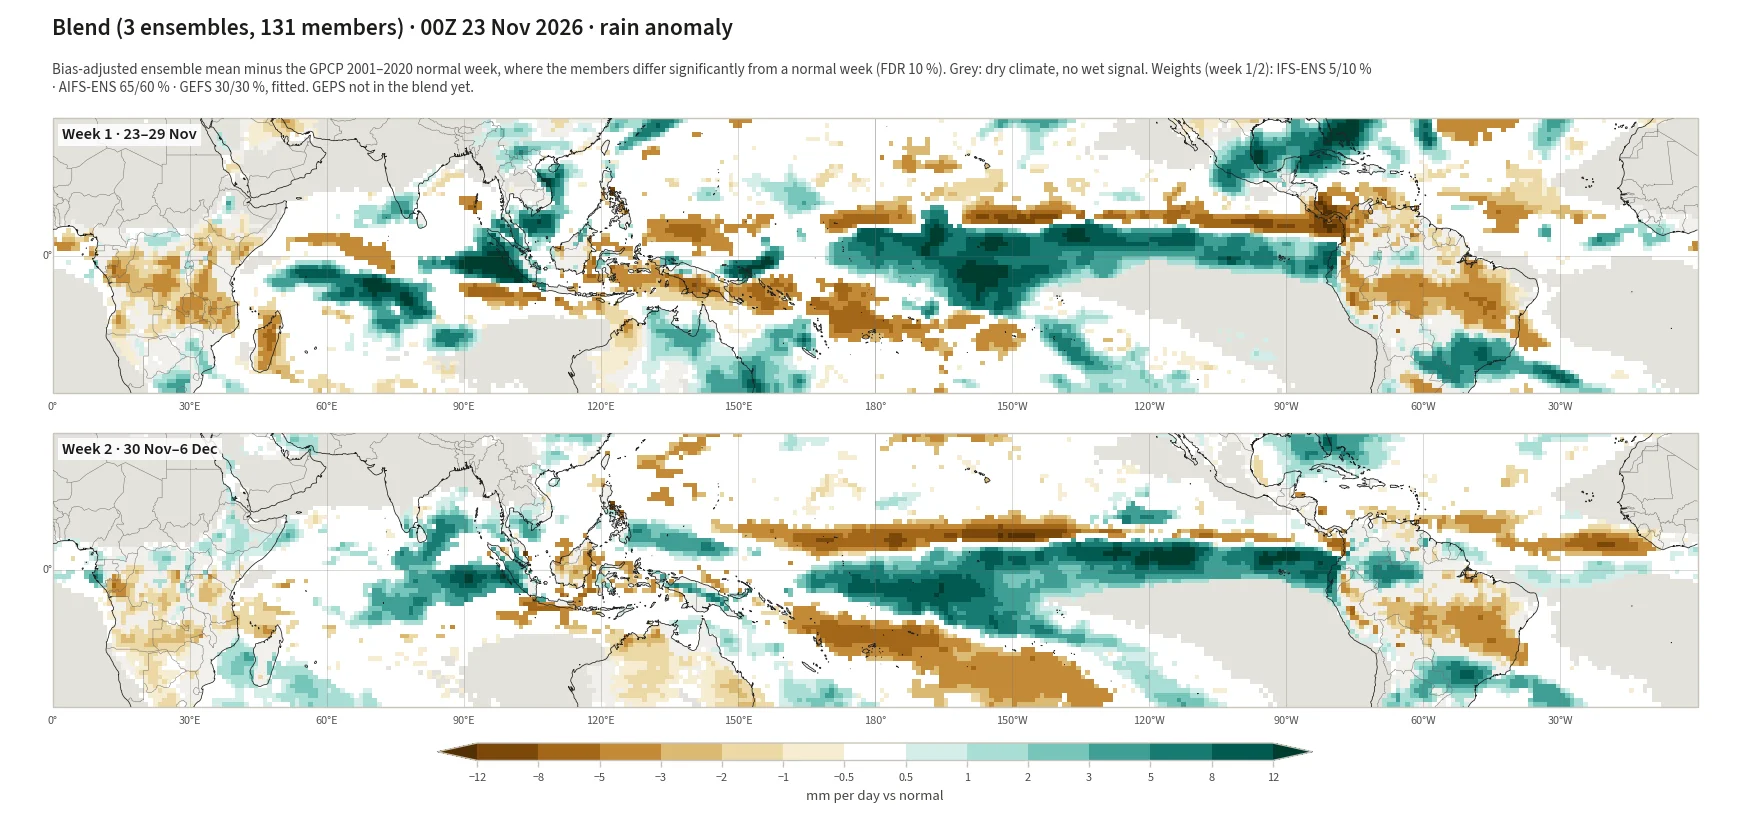 Blend (3 ensembles, 131 members) · 00Z 23 Nov 2026 · rain anomaly
Bias-adjusted ensemble mean minus the GPCP 2001–2020 normal week, where the members differ significantly from a normal week (FDR 10 %). Grey: dry climate, no wet signal. Weights (week 1/2): IFS-ENS 5/10 %
· AIFS-ENS 65/60 % · GEFS 30/30 %, fitted. GEPS not in the blend yet.
Week 1 · 23–29 Nov
0°
0° 30°E 60°E 90°E 120°E 150°E 180° 150°W 120°W 90°W 60°W 30°W
Week 2 · 30 Nov–6 Dec
0°
0° 30°E 60°E 90°E 120°E 150°E 180° 150°W 120°W 90°W 60°W 30°W
−12 −8 −5 −3 −2 −1 −0.5 0.5 1 2 3 5 8 12
mm per day vs normal